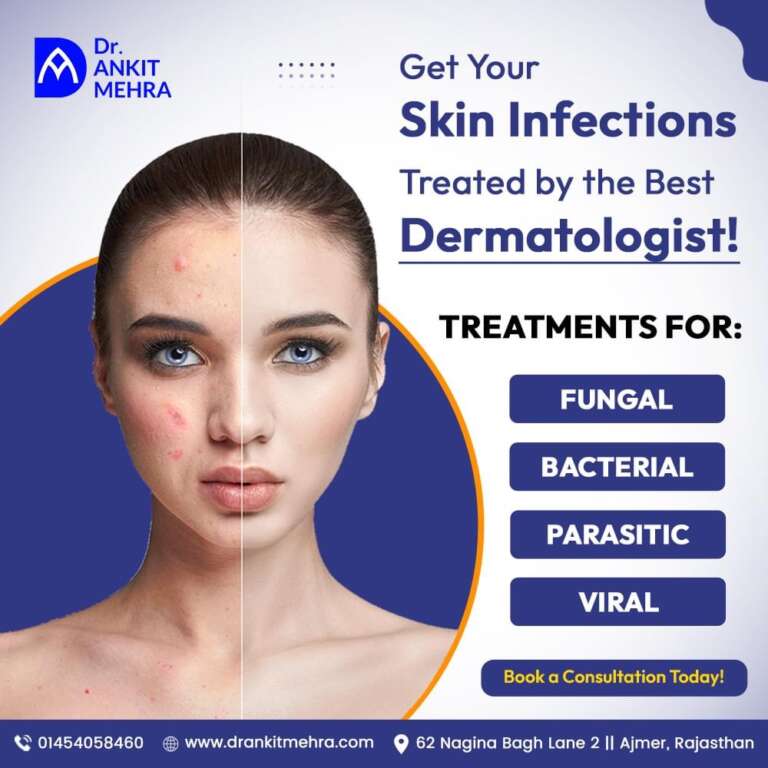 Dr.
ANKIT
MEHRA
Get Your
Skin Infections
Treated by the Best
Dermatologist!
TREATMENTS FOR:
FUNGAL
BACTERIAL
PARASITIC
VIRAL
Book a Consultation Today!
01454058460 www.drankitmehra.com 62 Nagina Bagh Lane 2 || Ajmer, Rajasthan